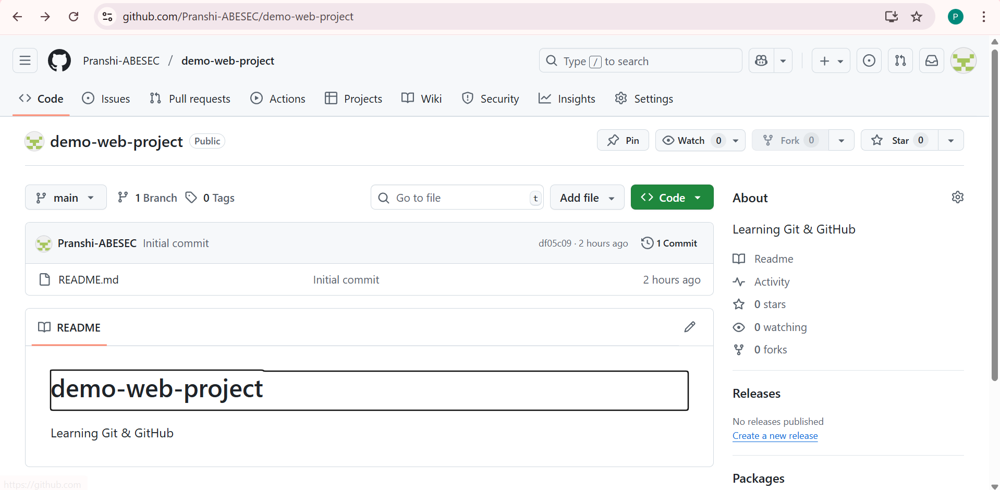 github.com/Pranshi-ABESEC/demo-web-project
P
Pranshi-ABESEC / demo-web-project
Type / to search
Code Issues Pull requests Actions Projects Wiki Security Insights Settings
demo-web-project Public
Pin Watch 0 Fork 0 Star 0
main 1 Branch 0 Tags Go to file t Add file Code
Pranshi-ABESEC Initial commit df05c09 · 2 hours ago 1 Commit
README.md Initial commit 2 hours ago
README
demo-web-project
Learning Git & GitHub
About
Learning Git & GitHub
Readme
Activity
0 stars
0 watching
0 forks
Releases
No releases published
Create a new release
Packages
https://github.com